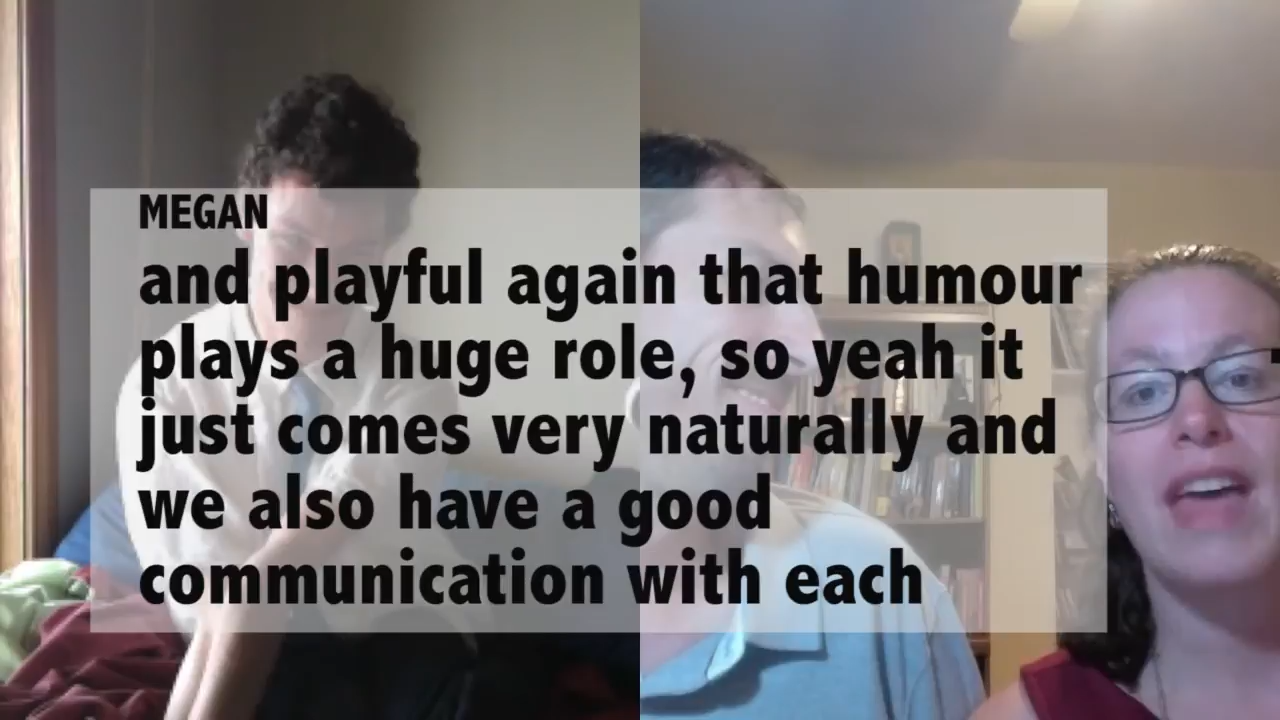 MEGAN
and playful again that humour
plays a huge role, so yeah it
just comes very naturally and
we also have a good
communication with each